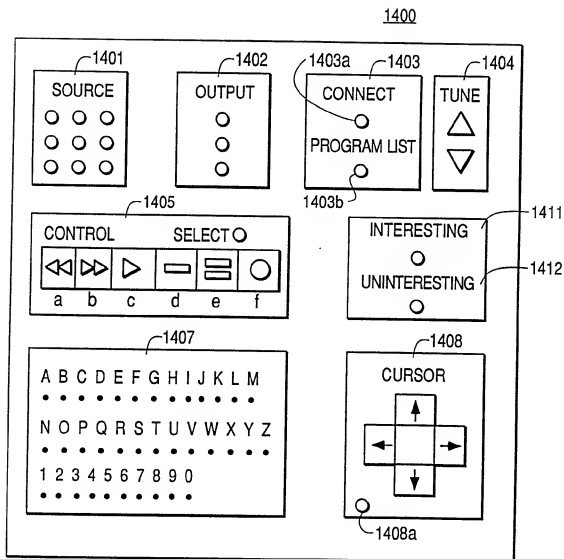 1400
1401
1402
1403a
1403
1404
SOURCE
OUTPUT
CONNECT
TUNE
PROGRAM LIST
1403b
1405
1411
CONTROL
SELECT
INTERESTING
UNINTERESTING
1412
a b c d e f
1407
1408
A B C D E F G H I J K L M
CURSOR
N O P Q R S T U V W X Y Z
1 2 3 4 5 6 7 8 9 0
1408a